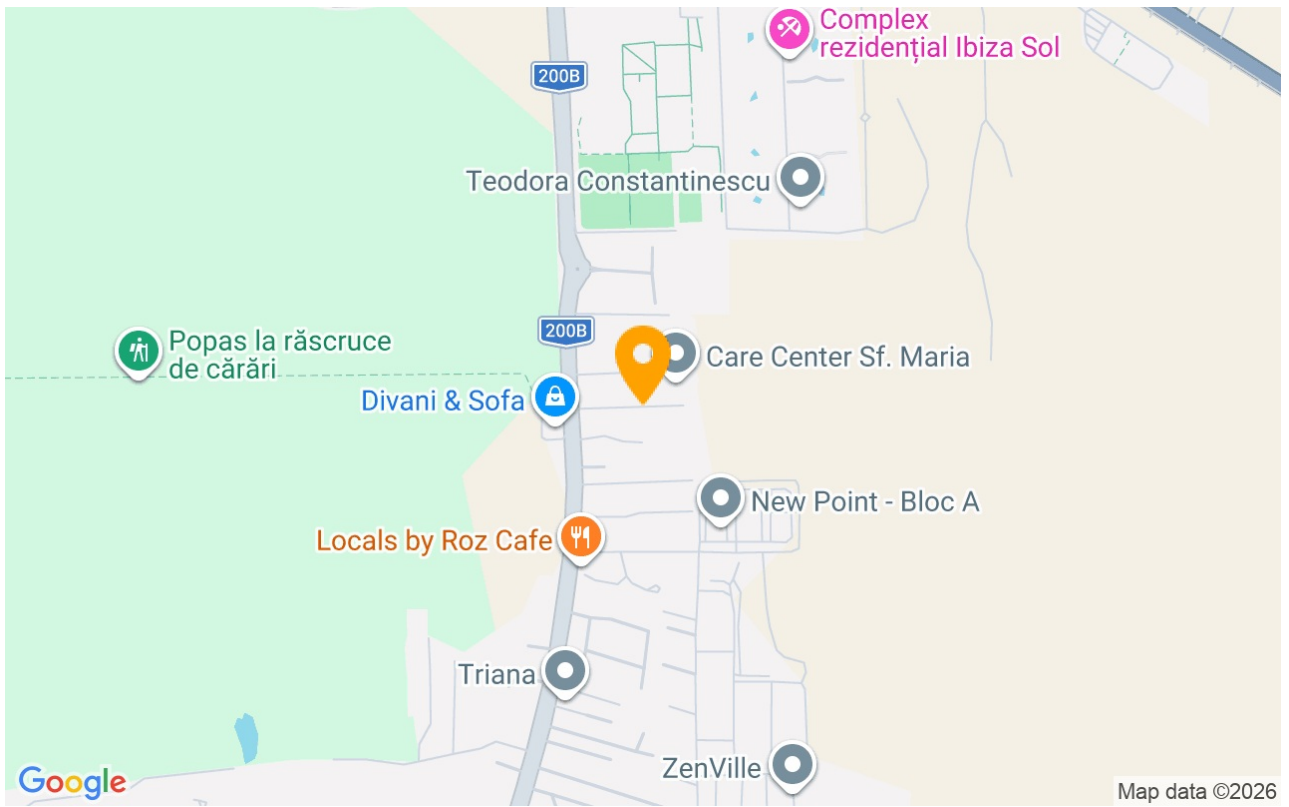 Complex
rezidențial Ibiza Sol
200B
Teodora Constantinescu
200B
Popas la răscruce
de cărări
Care Center Sf. Maria
Divani & Sofa
New Point - Bloc A
Locals by Roz Cafe
Triana
ZenVille
Google
Map data ©2026